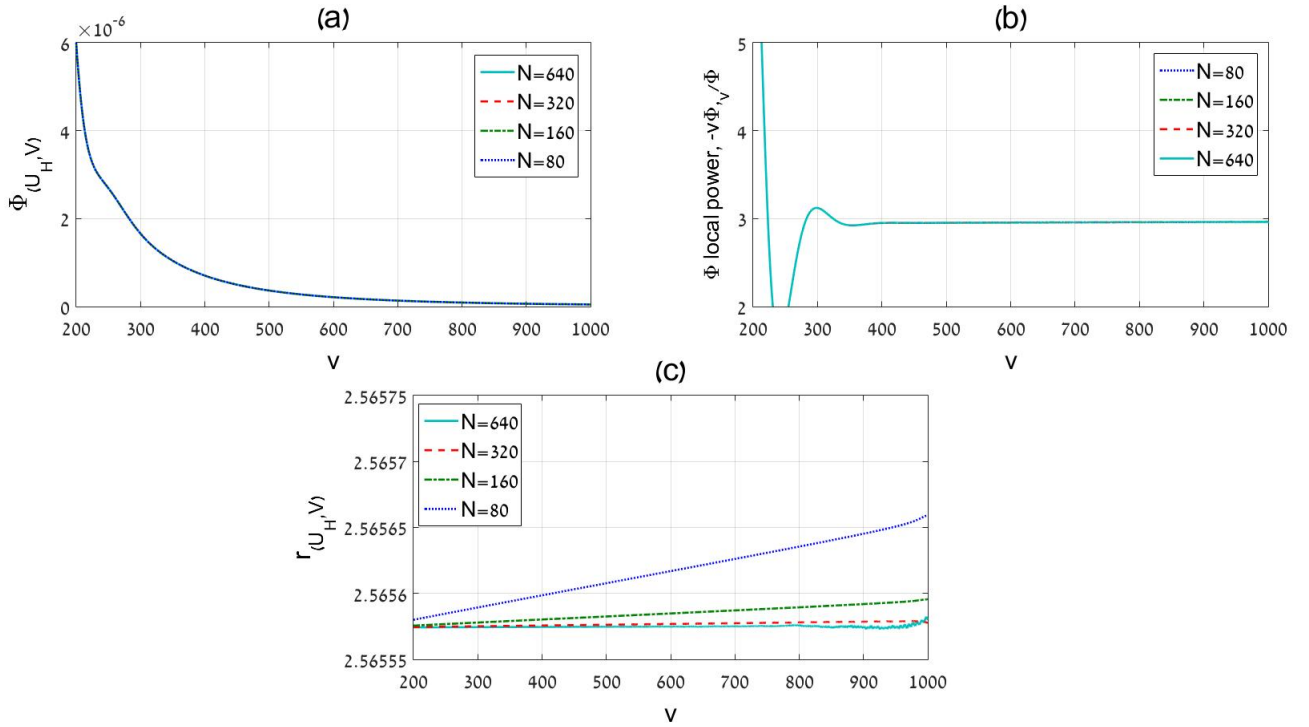 (a)
×10⁻⁶
6
4
2
0
200 300 400 500 600 700 800 900 1000
Φ(U_H,V)
v
N=640
N=320
N=160
N=80
(b)
5
4
3
2
200 300 400 500 600 700 800 900 1000
Φ local power, -vΦ,_v/Φ
v
N=80
N=160
N=320
N=640
(c)
2.56575
2.5657
2.56565
2.5656
2.56555
200 300 400 500 600 700 800 900 1000
r(U_H,V)
v
N=640
N=320
N=160
N=80